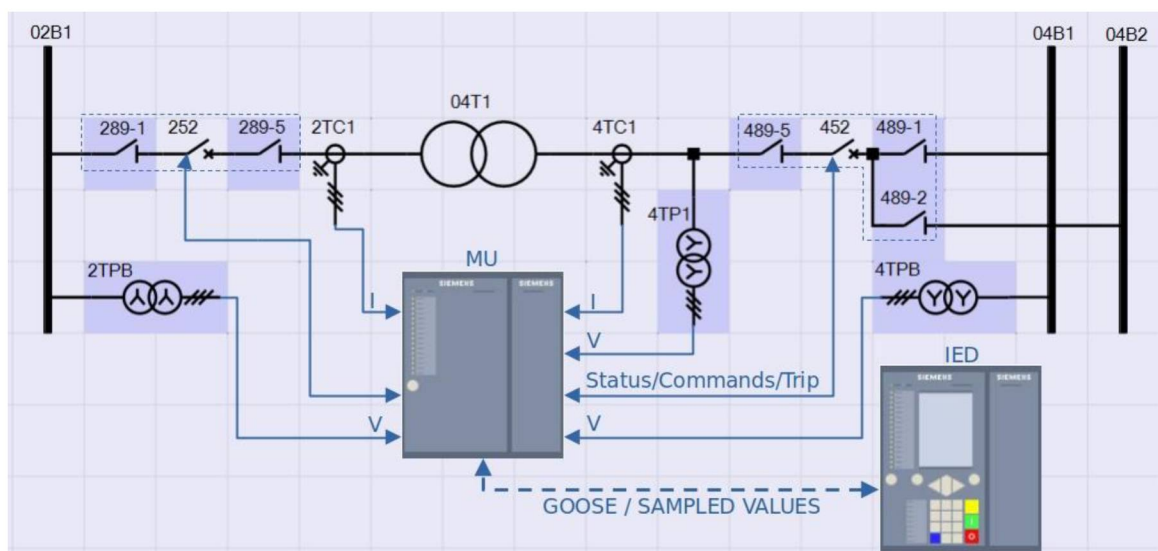 02B1
04B1
04B2
289-1
252
289-5
2TC1
04T1
4TC1
489-5
452
489-1
489-2
4TP1
2TPB
MU
4TPB
SIEMENS
SIEMENS
I
I
V
IED
Status/Commands/Trip
SIEMENS
SIEMENS
V
V
GOOSE / SAMPLED VALUES